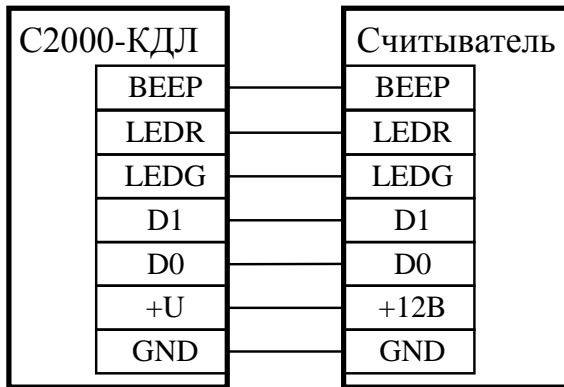 С2000-КДЛ Считыватель
BEEP BEEP
LEDR LEDR
LEDG LEDG
D1 D1
D0 D0
+U +12В
GND GND